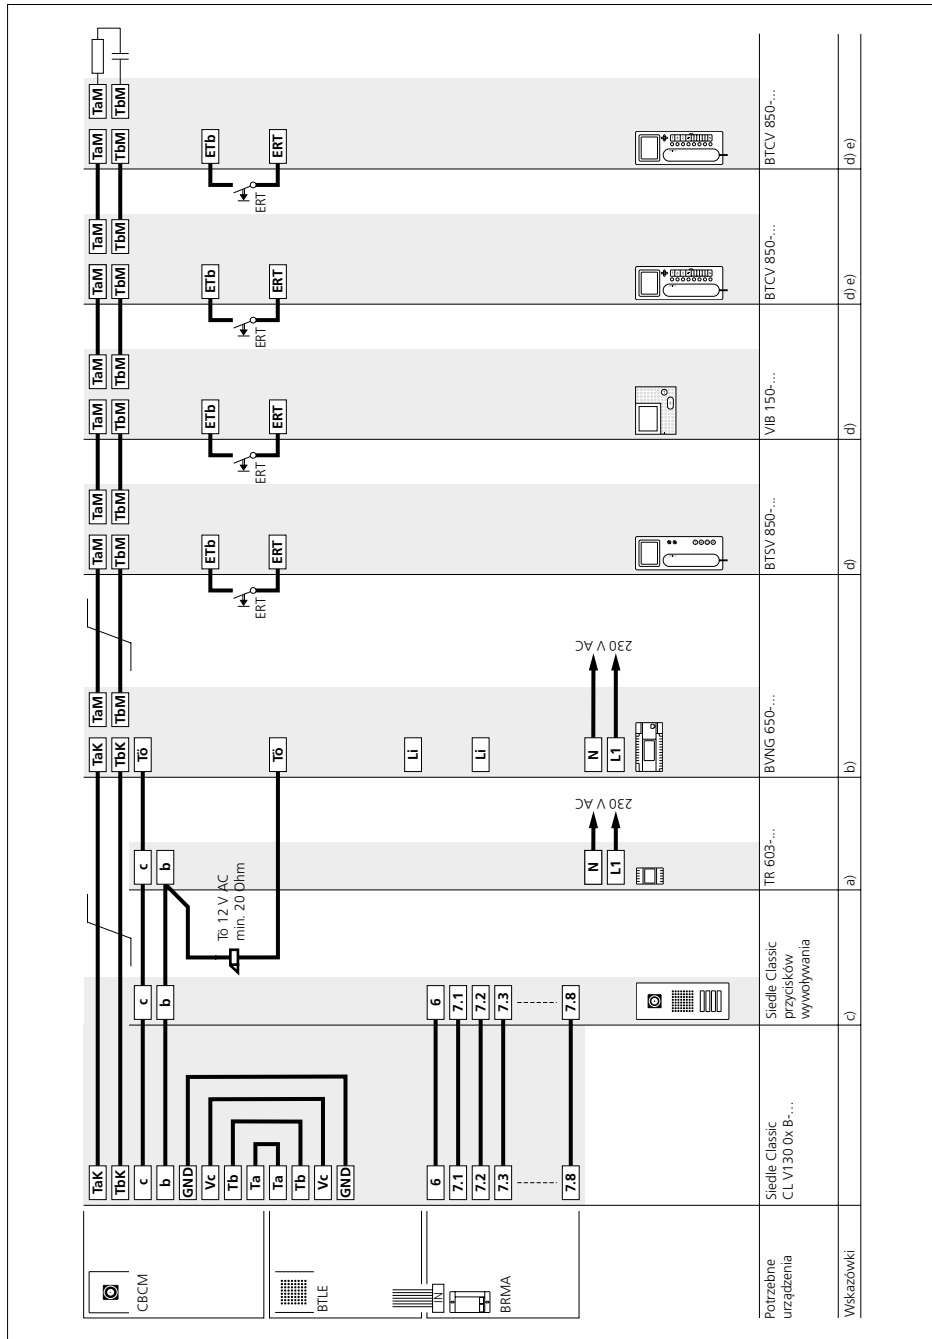 TaK TaK TaM TaM TaM TaM TaM TaM TaM TaM TaM
TbK TbK TbM TbM TbM TbM TbM TbM TbM TbM TbM
CBCM c c c Tö
b b b
GND
Vc ETb ETb ETb ETb
Tö 12 V AC
min. 20 Ohm
Tb
Ta
ERT ERT ERT ERT
Ta Tö ERT ERT ERT ERT
Tb
BTLE Vc
GND
Li
IN 6 6
7.1 7.1
7.2 7.2 Li
7.3 7.3
BRMA
7.8 7.8
N N
230 V AC 230 V AC
L1 L1
Potrzebne
urządzenia
Siedle Classic
CL V130 0x B-...
Siedle Classic
przycisków
wywoływania
TR 603-...
BVNG 650-...
BTSV 850-...
VIB 150-...
BTCV 850-...
BTCV 850-...
Wskazówki c) a) b) d) d) d) e) d) e)